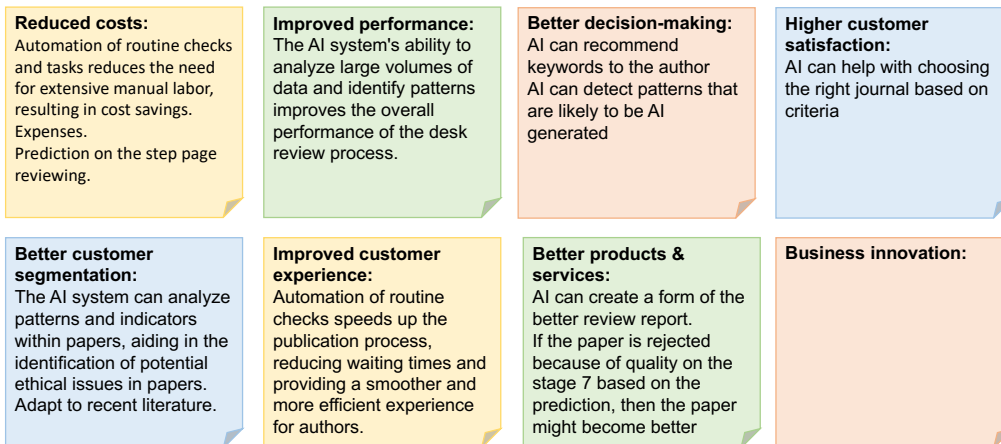 Reduced costs:
Automation of routine checks
and tasks reduces the need
for extensive manual labor,
resulting in cost savings.
Expenses.
Prediction on the step page
reviewing.
Improved performance:
The AI system's ability to
analyze large volumes of
data and identify patterns
improves the overall
performance of the desk
review process.
Better decision-making:
AI can recommend
keywords to the author
AI can detect patterns that
are likely to be AI
generated
Higher customer
satisfaction:
AI can help with choosing
the right journal based on
criteria
Better customer
segmentation:
The AI system can analyze
patterns and indicators
within papers, aiding in the
identification of potential
ethical issues in papers.
Adapt to recent literature.
Improved customer
experience:
Automation of routine
checks speeds up the
publication process,
reducing waiting times and
providing a smoother and
more efficient experience
for authors.
Better products &
services:
AI can create a form of the
better review report.
If the paper is rejected
because of quality on the
stage 7 based on the
prediction, then the paper
might become better
Business innovation: